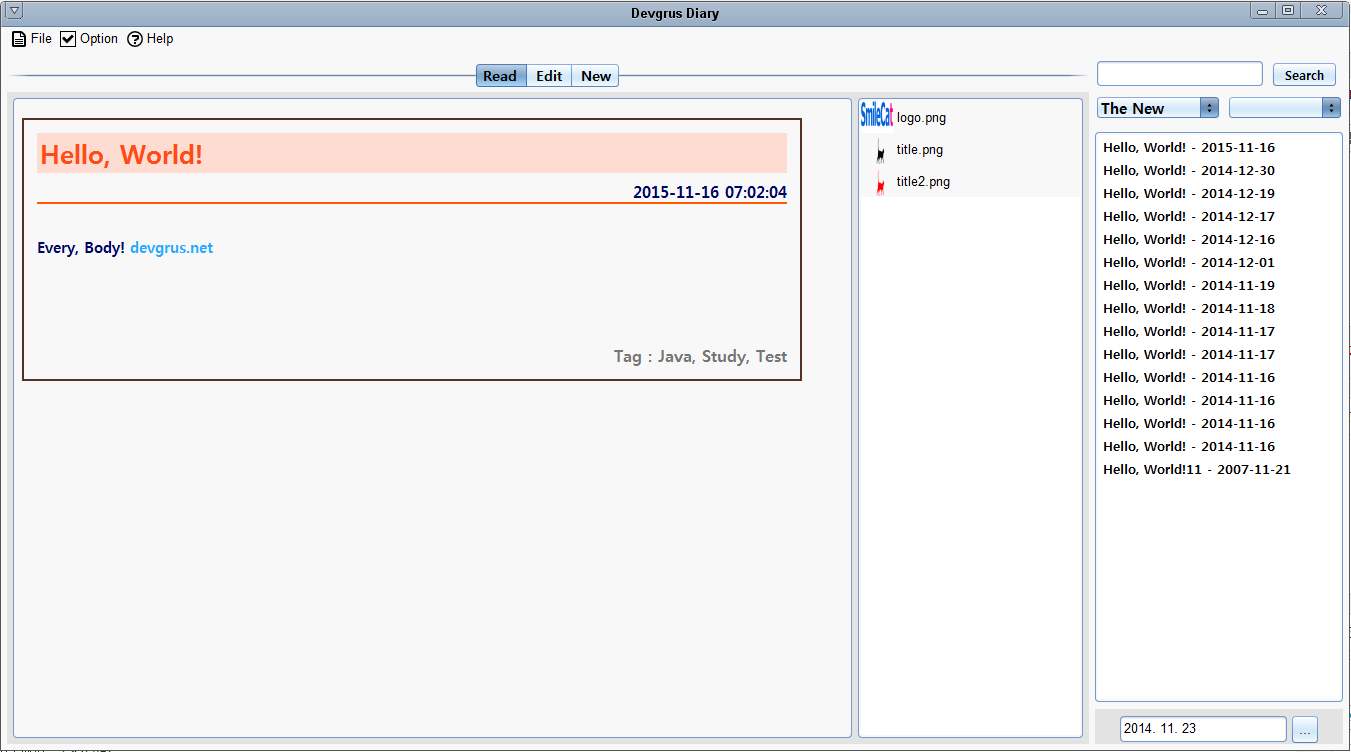 Devgrus Diary
File Option Help
Read Edit New
Search
The New
Hello, World!
2015-11-16 07:02:04
Every, Body! devgrus.net
Tag : Java, Study, Test
SmileCat logo.png
title.png
title2.png
Hello, World! - 2015-11-16
Hello, World! - 2014-12-30
Hello, World! - 2014-12-19
Hello, World! - 2014-12-17
Hello, World! - 2014-12-16
Hello, World! - 2014-12-01
Hello, World! - 2014-11-19
Hello, World! - 2014-11-18
Hello, World! - 2014-11-17
Hello, World! - 2014-11-17
Hello, World! - 2014-11-16
Hello, World! - 2014-11-16
Hello, World! - 2014-11-16
Hello, World! - 2014-11-16
Hello, World!11 - 2007-11-21
2014. 11. 23 ...